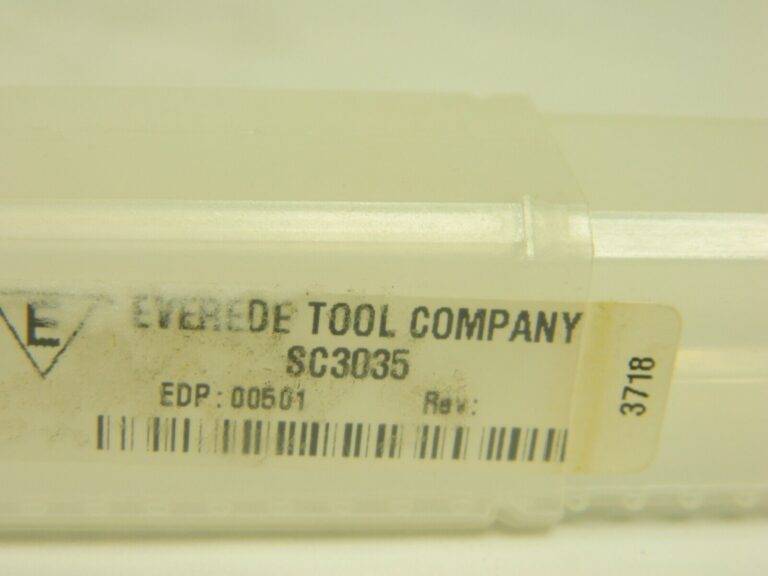 E
EVEREDE TOOL COMPANY
SC3035
EDP: 00501 Rev:
3718